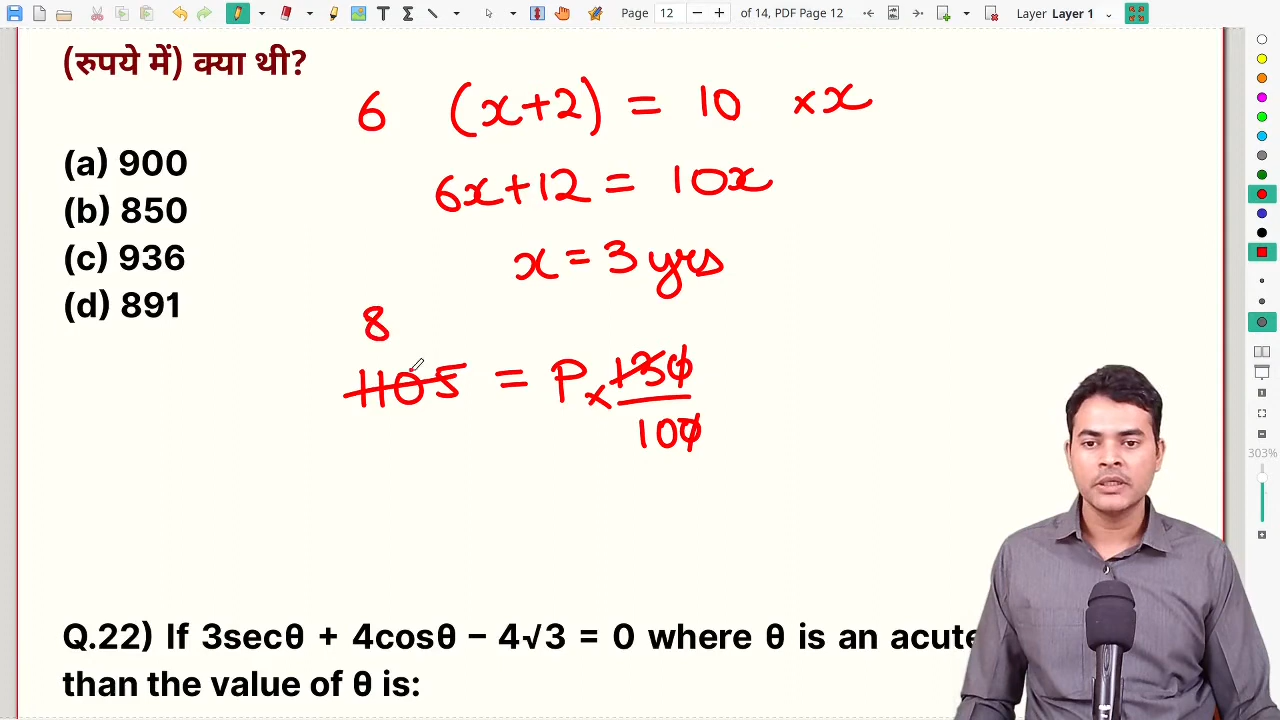 Page 12 of 14, PDF Page 12 Layer Layer 1
(रुपये में) क्या थी?
6 (x+2) = 10 ×x
(a) 900
6x+12 = 10x
(b) 850
(c) 936
x = 3 yrs
(d) 891
8
1105 = P× 130
100
303%
Q.22) If 3secθ + 4cosθ − 4√3 = 0 where θ is an acute
than the value of θ is: